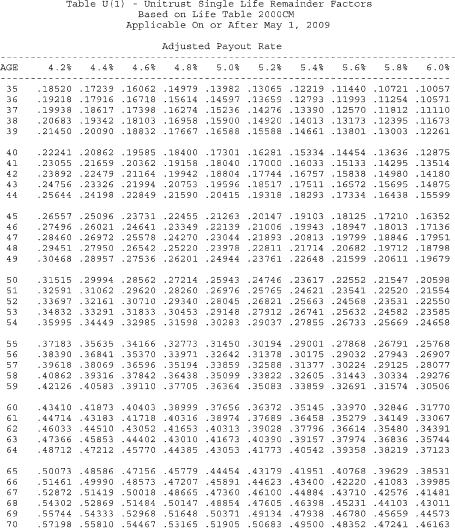 Table U(1) - Unitrust Single Life Remainder Factors
Based on Life Table 2000CM
Applicable On or After May 1, 2009
Adjusted Payout Rate
AGE 4.2% 4.4% 4.6% 4.8% 5.0% 5.2% 5.4% 5.6% 5.8% 6.0%
35 .18520 .17239 .16062 .14979 .13982 .13065 .12219 .11440 .10721 .10057
36 .19218 .17916 .16718 .15614 .14597 .13659 .12793 .11993 .11254 .10571
37 .19938 .18617 .17398 .16274 .15236 .14276 .13390 .12570 .11812 .11110
38 .20683 .19342 .18103 .16958 .15900 .14920 .14013 .13173 .12395 .11673
39 .21450 .20090 .18832 .17667 .16588 .15588 .14661 .13801 .13003 .12261
40 .22241 .20862 .19585 .18400 .17301 .16281 .15334 .14454 .13636 .12875
41 .23055 .21659 .20362 .19158 .18040 .17000 .16033 .15133 .14295 .13514
42 .23892 .22479 .21164 .19942 .18804 .17744 .16757 .15838 .14980 .14180
43 .24756 .23326 .21994 .20753 .19596 .18517 .17511 .16572 .15695 .14875
44 .25644 .24198 .22849 .21590 .20415 .19318 .18293 .17334 .16438 .15599
45 .26557 .25096 .23731 .22455 .21263 .20147 .19103 .18125 .17210 .16352
46 .27496 .26021 .24641 .23349 .22139 .21006 .19943 .18947 .18013 .17136
47 .28460 .26972 .25578 .24270 .23044 .21893 .20813 .19799 .18846 .17951
48 .29451 .27950 .26542 .25220 .23978 .22811 .21714 .20682 .19712 .18798
49 .30468 .28957 .27536 .26201 .24944 .23761 .22648 .21599 .20611 .19679
50 .31515 .29994 .28562 .27214 .25943 .24746 .23617 .22552 .21547 .20598
51 .32591 .31062 .29620 .28260 .26976 .25765 .24621 .23541 .22520 .21554
52 .33697 .32161 .30710 .29340 .28045 .26821 .25663 .24568 .23531 .22550
53 .34832 .33291 .31833 .30453 .29148 .27912 .26741 .25632 .24582 .23585
54 .35995 .34449 .32985 .31598 .30283 .29037 .27855 .26733 .25669 .24658
55 .37183 .35635 .34166 .32773 .31450 .30194 .29001 .27868 .26791 .25768
56 .38390 .36841 .35370 .33971 .32642 .31378 .30175 .29032 .27943 .26907
57 .39618 .38069 .36596 .35194 .33859 .32588 .31377 .30224 .29125 .28077
58 .40862 .39316 .37842 .36438 .35099 .33822 .32605 .31443 .30334 .29276
59 .42126 .40583 .39110 .37705 .36364 .35083 .33859 .32691 .31574 .30506
60 .43410 .41873 .40403 .38999 .37656 .36372 .35145 .33970 .32846 .31770
61 .44714 .43183 .41718 .40316 .38974 .37689 .36458 .35279 .34149 .33067
62 .46033 .44510 .43052 .41653 .40313 .39028 .37796 .36614 .35480 .34391
63 .47366 .45853 .44402 .43010 .41673 .40390 .39157 .37974 .36836 .35744
64 .48712 .47212 .45770 .44385 .43053 .41773 .40542 .39358 .38219 .37123
65 .50073 .48586 .47156 .45779 .44454 .43179 .41951 .40768 .39629 .38531
66 .51461 .49990 .48573 .47207 .45891 .44623 .43400 .42220 .41083 .39985
67 .52872 .51419 .50018 .48665 .47360 .46100 .44884 .43710 .42576 .41481
68 .54302 .52869 .51484 .50147 .48854 .47605 .46398 .45231 .44103 .43011
69 .55744 .54333 .52968 .51648 .50371 .49134 .47938 .46780 .45659 .44573
70 .57198 .55810 .54467 .53165 .51905 .50683 .49500 .48352 .47241 .46163